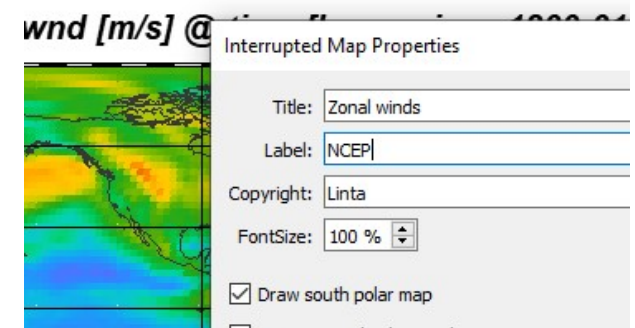 wnd [m/s] @
Interrupted Map Properties
Title: Zonal winds
Label: NCEP
Copyright: Linta
FontSize: 100 %
Draw south polar map